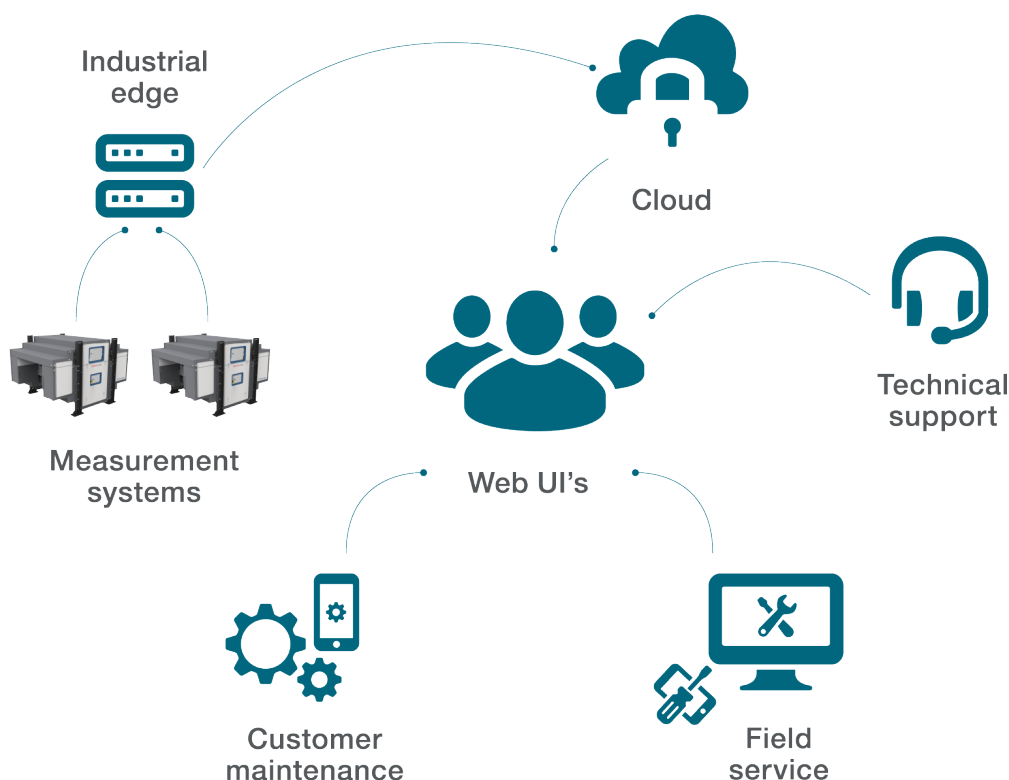 Industrial
edge
Cloud
Technical
support
Measurement
systems
Web UI’s
Customer
maintenance
Field
service